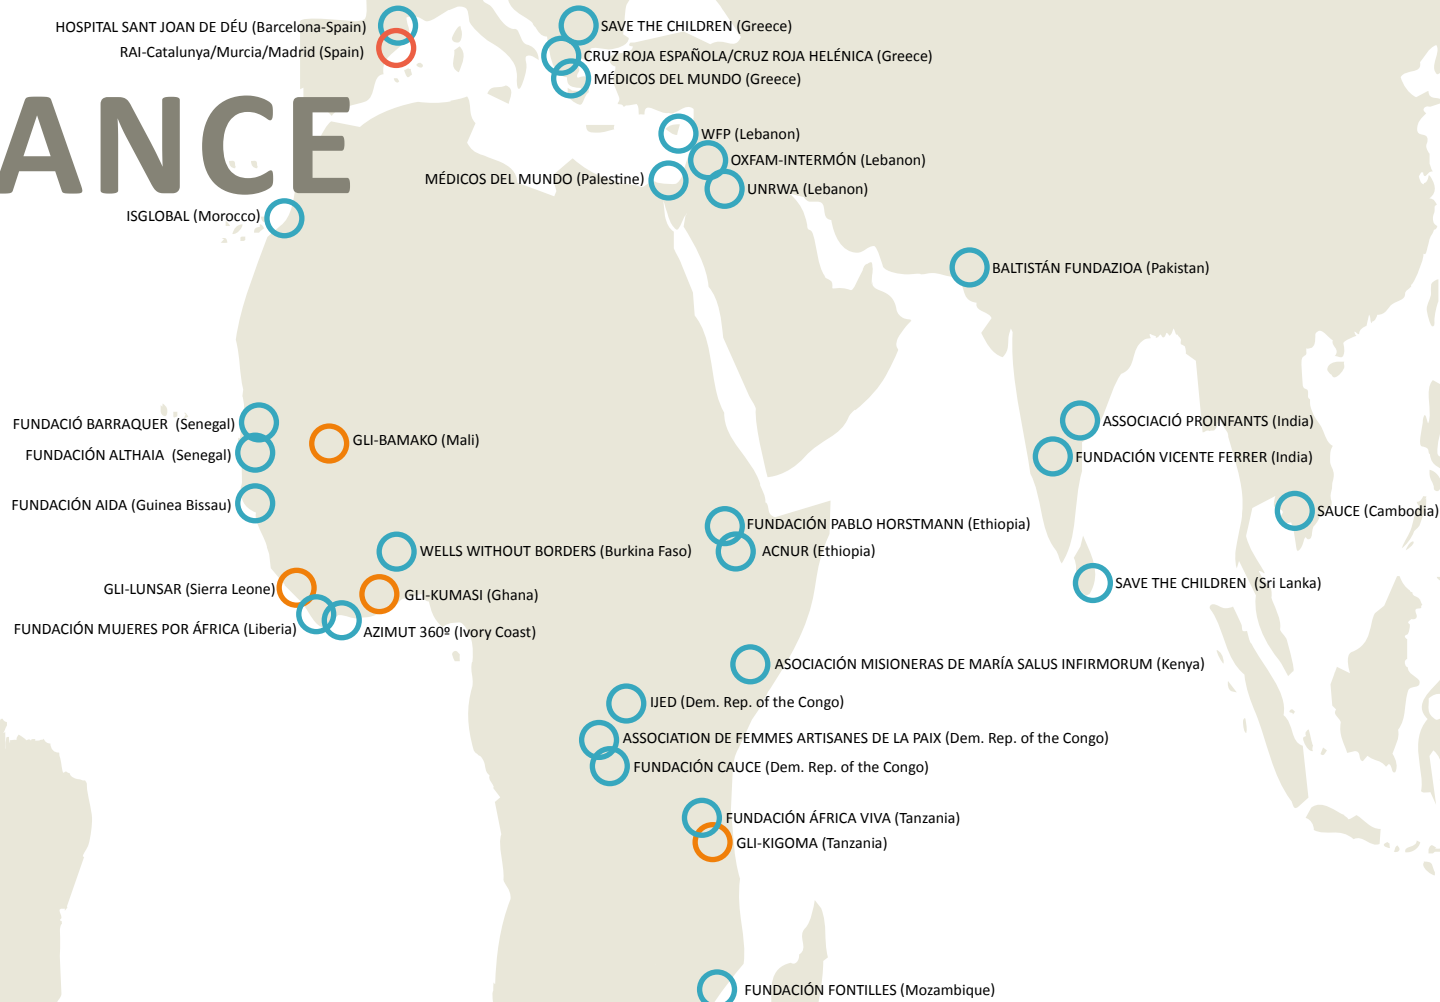 HOSPITAL SANT JOAN DE DÉU (Barcelona-Spain)
SAVE THE CHILDREN (Greece)
RAI-Catalunya/Murcia/Madrid (Spain)
CRUZ ROJA ESPAÑOLA/CRUZ ROJA HELÉNICA (Greece)
MÉDICOS DEL MUNDO (Greece)
ANCE
WFP (Lebanon)
OXFAM-INTERMÓN (Lebanon)
MÉDICOS DEL MUNDO (Palestine)
UNRWA (Lebanon)
ISGLOBAL (Morocco)
BALTISTÁN FUNDAZIOA (Pakistan)
FUNDACIÓ BARRAQUER (Senegal)
ASSOCIACIÓ PROINFANTS (India)
GLI-BAMAKO (Mali)
FUNDACIÓN ALTHAIA (Senegal)
FUNDACIÓN VICENTE FERRER (India)
FUNDACIÓN AIDA (Guinea Bissau)
SAUCE (Cambodia)
FUNDACIÓN PABLO HORSTMANN (Ethiopia)
WELLS WITHOUT BORDERS (Burkina Faso)
ACNUR (Ethiopia)
GLI-LUNSAR (Sierra Leone)
GLI-KUMASI (Ghana)
SAVE THE CHILDREN (Sri Lanka)
FUNDACIÓN MUJERES POR ÁFRICA (Liberia)
AZIMUT 360º (Ivory Coast)
ASOCIACIÓN MISIONERAS DE MARÍA SALUS INFIRMORUM (Kenya)
IJED (Dem. Rep. of the Congo)
ASSOCIATION DE FEMMES ARTISANES DE LA PAIX (Dem. Rep. of the Congo)
FUNDACIÓN CAUCE (Dem. Rep. of the Congo)
FUNDACIÓN ÁFRICA VIVA (Tanzania)
GLI-KIGOMA (Tanzania)
FUNDACIÓN FONTILLES (Mozambique)